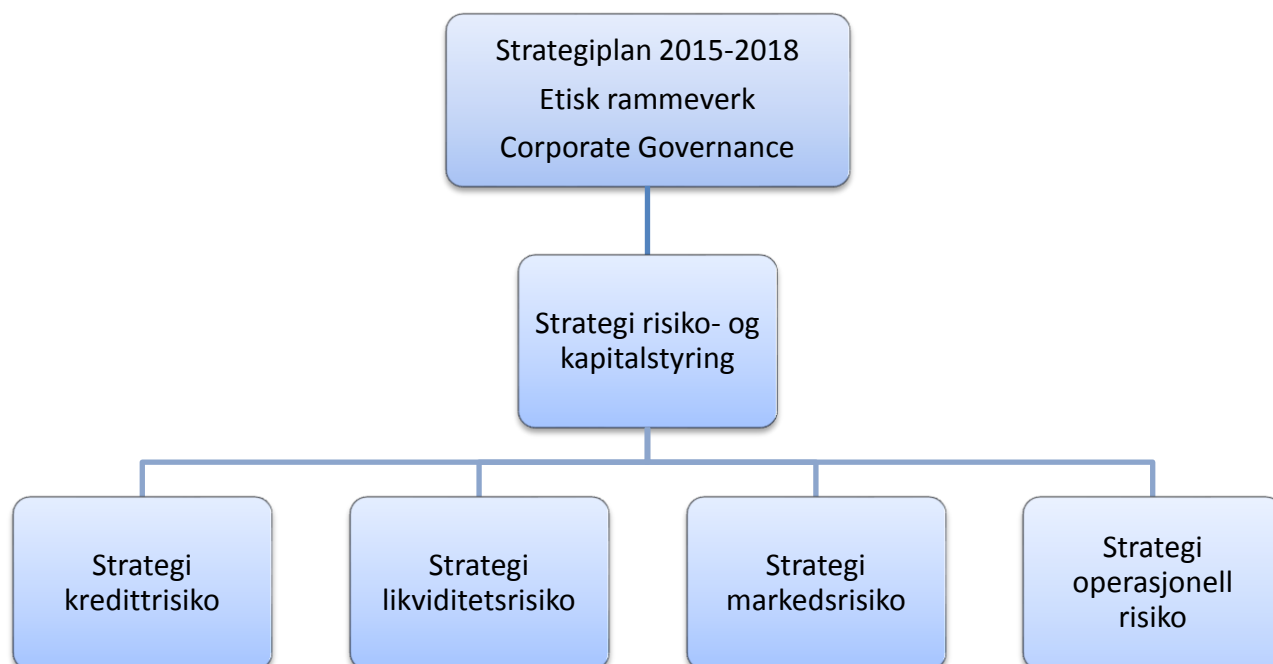 Strategiplan 2015-2018
Etisk rammeverk
Corporate Governance
Strategi risiko- og
kapitalstyring
Strategi
kredittrisiko
Strategi
likviditetsrisiko
Strategi
markedsrisiko
Strategi
operasjonell
risiko